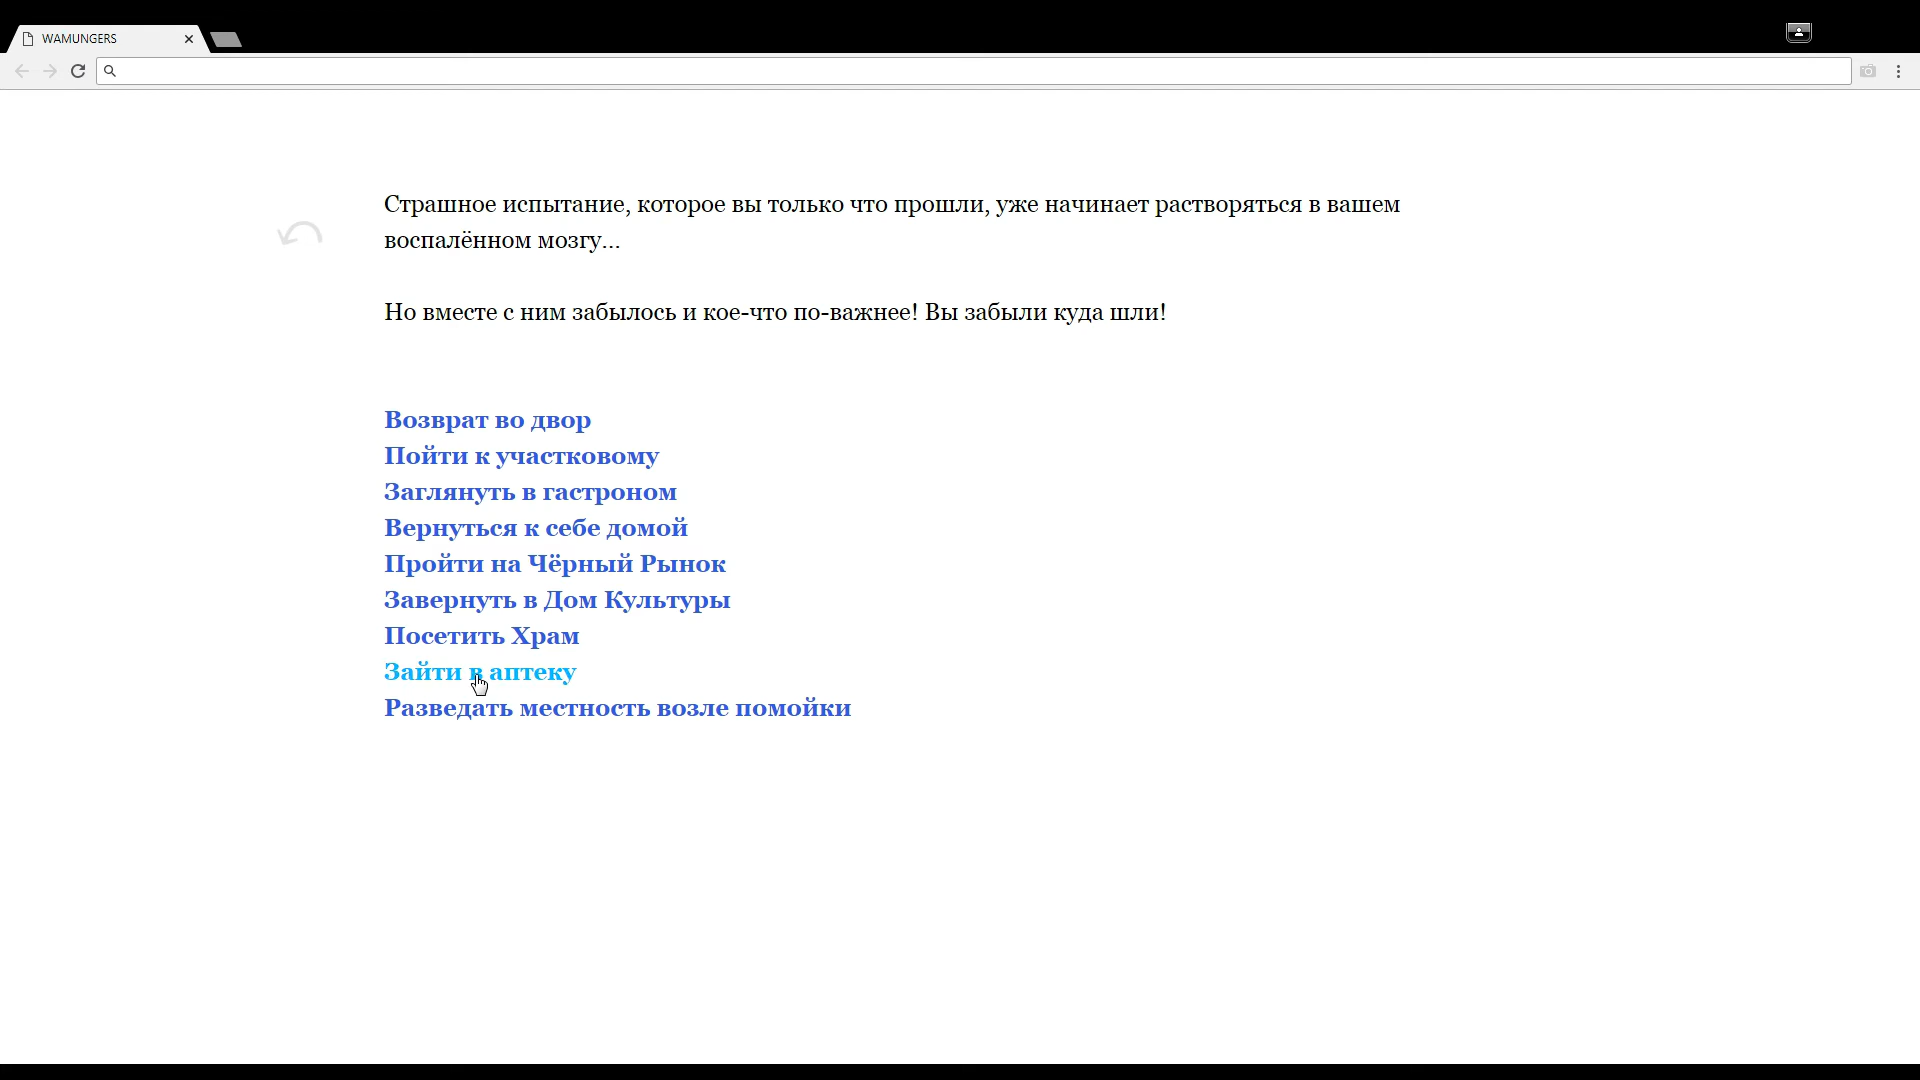 WAMUNGERS
Страшное испытание, которое вы только что прошли, уже начинает растворяться в вашем
воспалённом мозгу...
Но вместе с ним забылось и кое-что по-важнее! Вы забыли куда шли!
Возврат во двор
Пойти к участковому
Заглянуть в гастроном
Вернуться к себе домой
Пройти на Чёрный Рынок
Завернуть в Дом Культуры
Посетить Храм
Зайти в аптеку
Разведать местность возле помойки